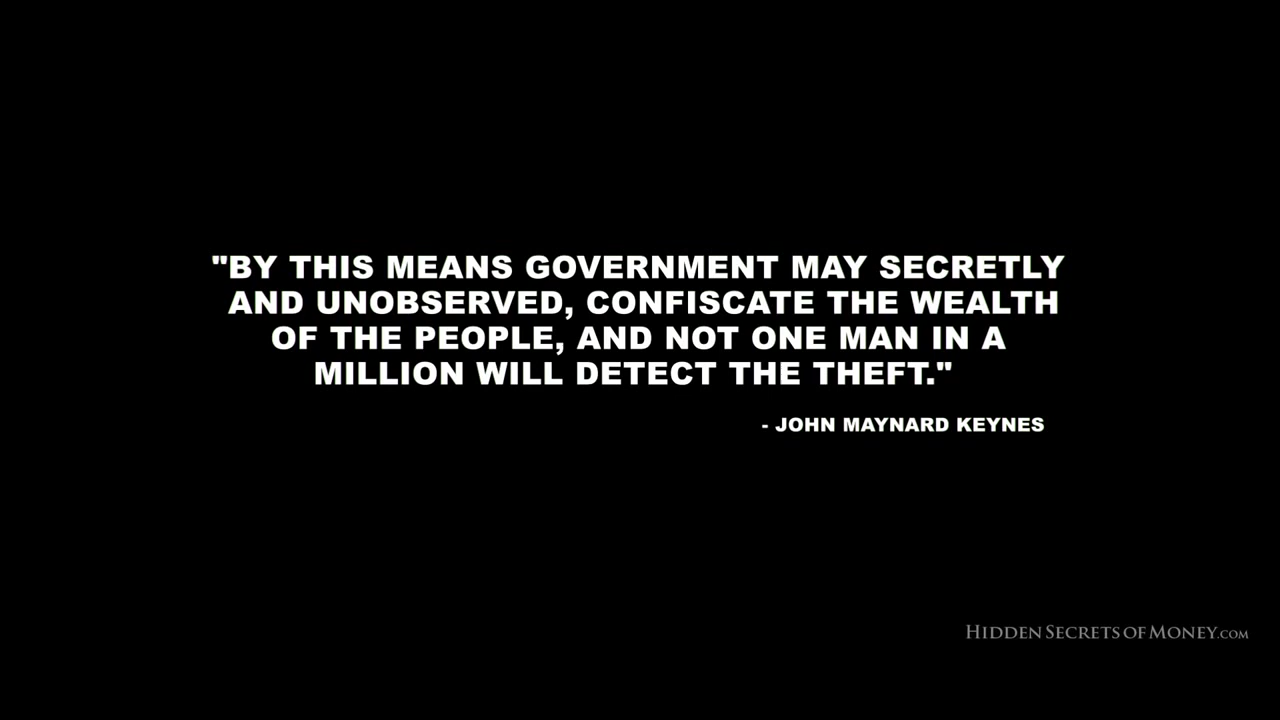 "BY THIS MEANS GOVERNMENT MAY SECRETLY
AND UNOBSERVED, CONFISCATE THE WEALTH
OF THE PEOPLE, AND NOT ONE MAN IN A
MILLION WILL DETECT THE THEFT."
- JOHN MAYNARD KEYNES
HIDDEN SECRETS OF MONEY.COM